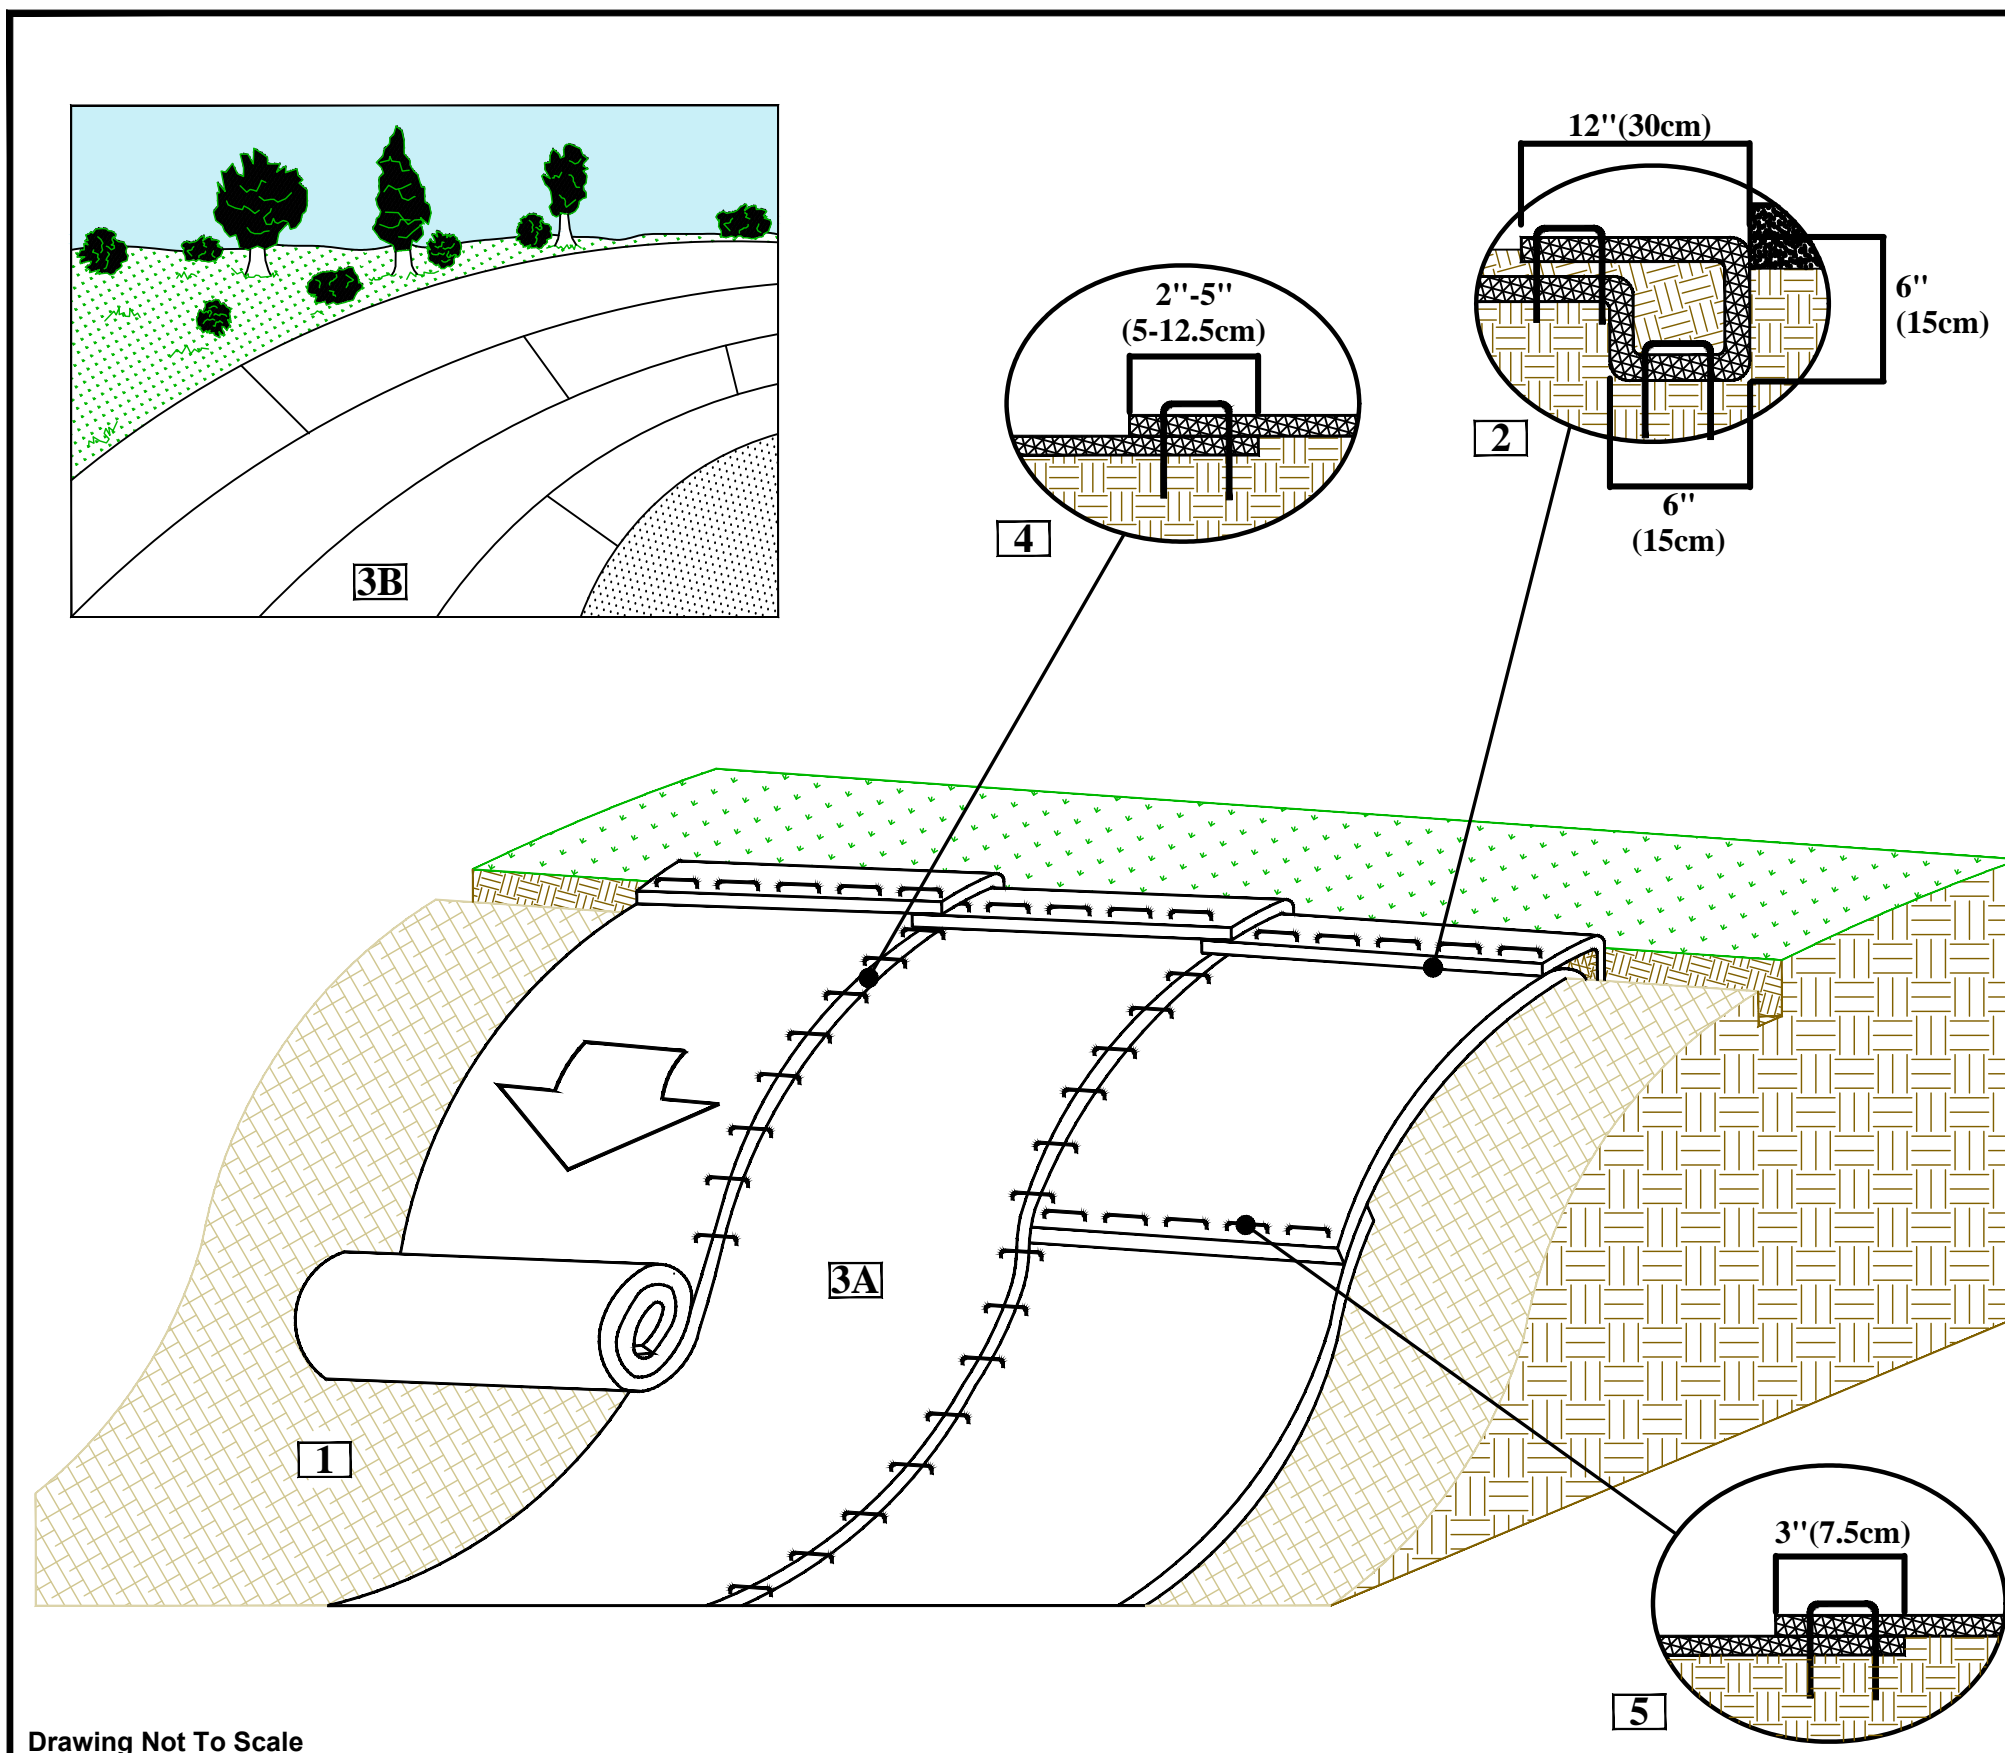 12"(30cm)
2"-5"
(5-12.5cm)
6"
(15cm)
2
6"
(15cm)
4
3B
3A
1
3"(7.5cm)
5
Drawing Not To Scale